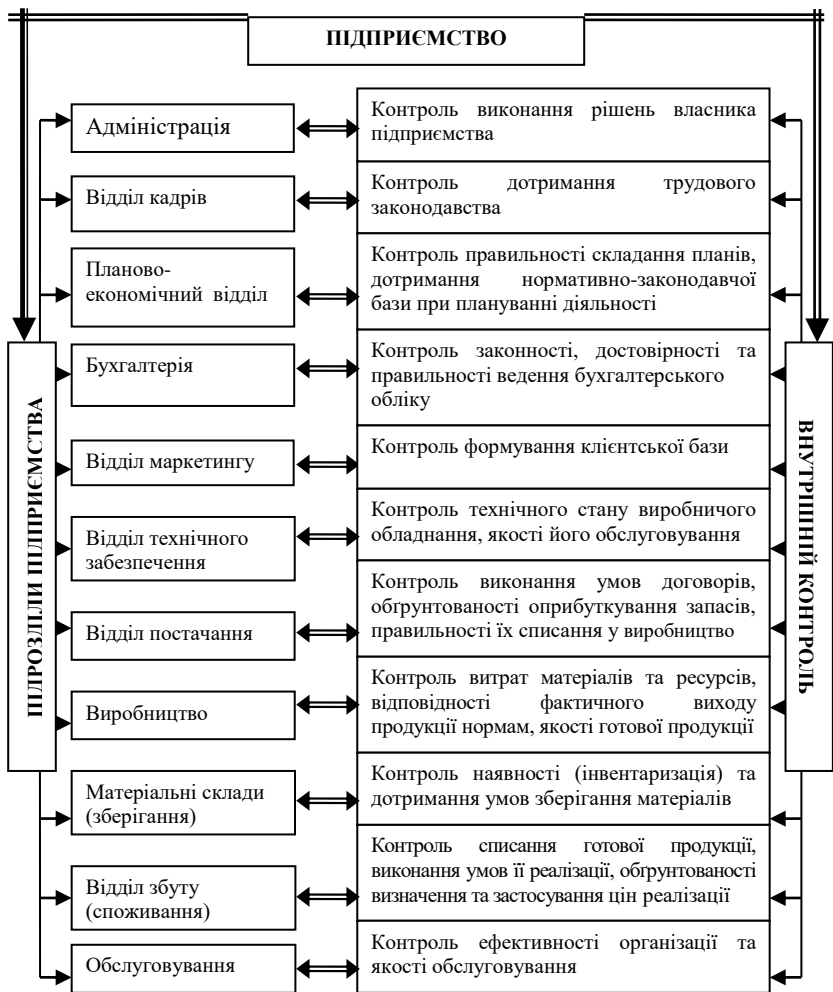 ПІДПРИЄМСТВО
Адміністрація
Контроль виконання рішень власника
підприємства
Відділ кадрів
Контроль дотримання трудового
законодавства
Планово-
економічний відділ
Контроль правильності складання планів,
дотримання нормативно-законодавчої
бази при плануванні діяльності
Бухгалтерія
Контроль законності, достовірності та
правильності ведення бухгалтерського
обліку
Відділ маркетингу
Контроль формування клієнтської бази
Відділ технічного
забезпечення
Контроль технічного стану виробничого
обладнання, якості його обслуговування
Відділ постачання
Контроль виконання умов договорів,
обґрунтованості оприбуткування запасів,
правильності їх списання у виробництво
Виробництво
Контроль витрат матеріалів та ресурсів,
відповідності фактичного виходу
продукції нормам, якості готової продукції
Матеріальні склади
(зберігання)
Контроль наявності (інвентаризація) та
дотримання умов зберігання матеріалів
Відділ збуту
(споживання)
Контроль списання готової продукції,
виконання умов її реалізації, обґрунтованості
визначення та застосування цін реалізації
Обслуговування
Контроль ефективності організації та
якості обслуговування
ПІДРОЗДІЛИ ПІДПРИЄМСТВА
ВНУТРІШНІЙ КОНТРОЛЬ